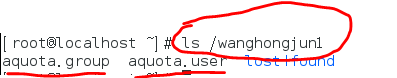 [ root@localhost ~]# ls /wanghongjun1
aquota.group aquota.user lost+found